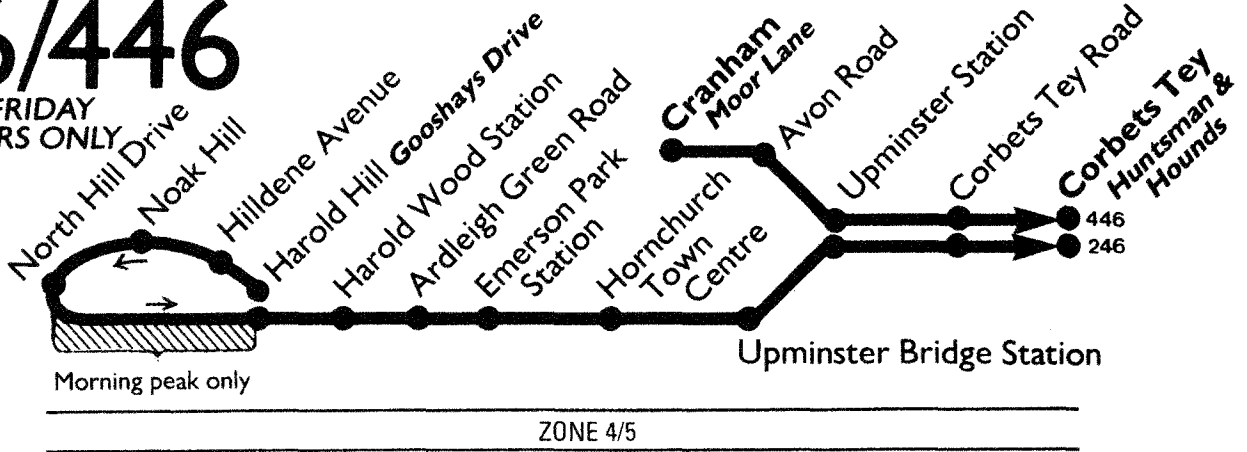 /446
FRIDAY
RS ONLY
North Hill Drive
Noak Hill
Hilldene Avenue
Harold Hill Gooshays Drive
Harold Wood Station
Ardleigh Green Road
Emerson Park
Station
Hornchurch
Town
Centre
Cranham
Moor Lane
Avon Road
Upminster Station
Corbets Tey Road
Corbets Tey
Huntsman &
Hounds
446
246
Upminster Bridge Station
Morning peak only
ZONE 4/5